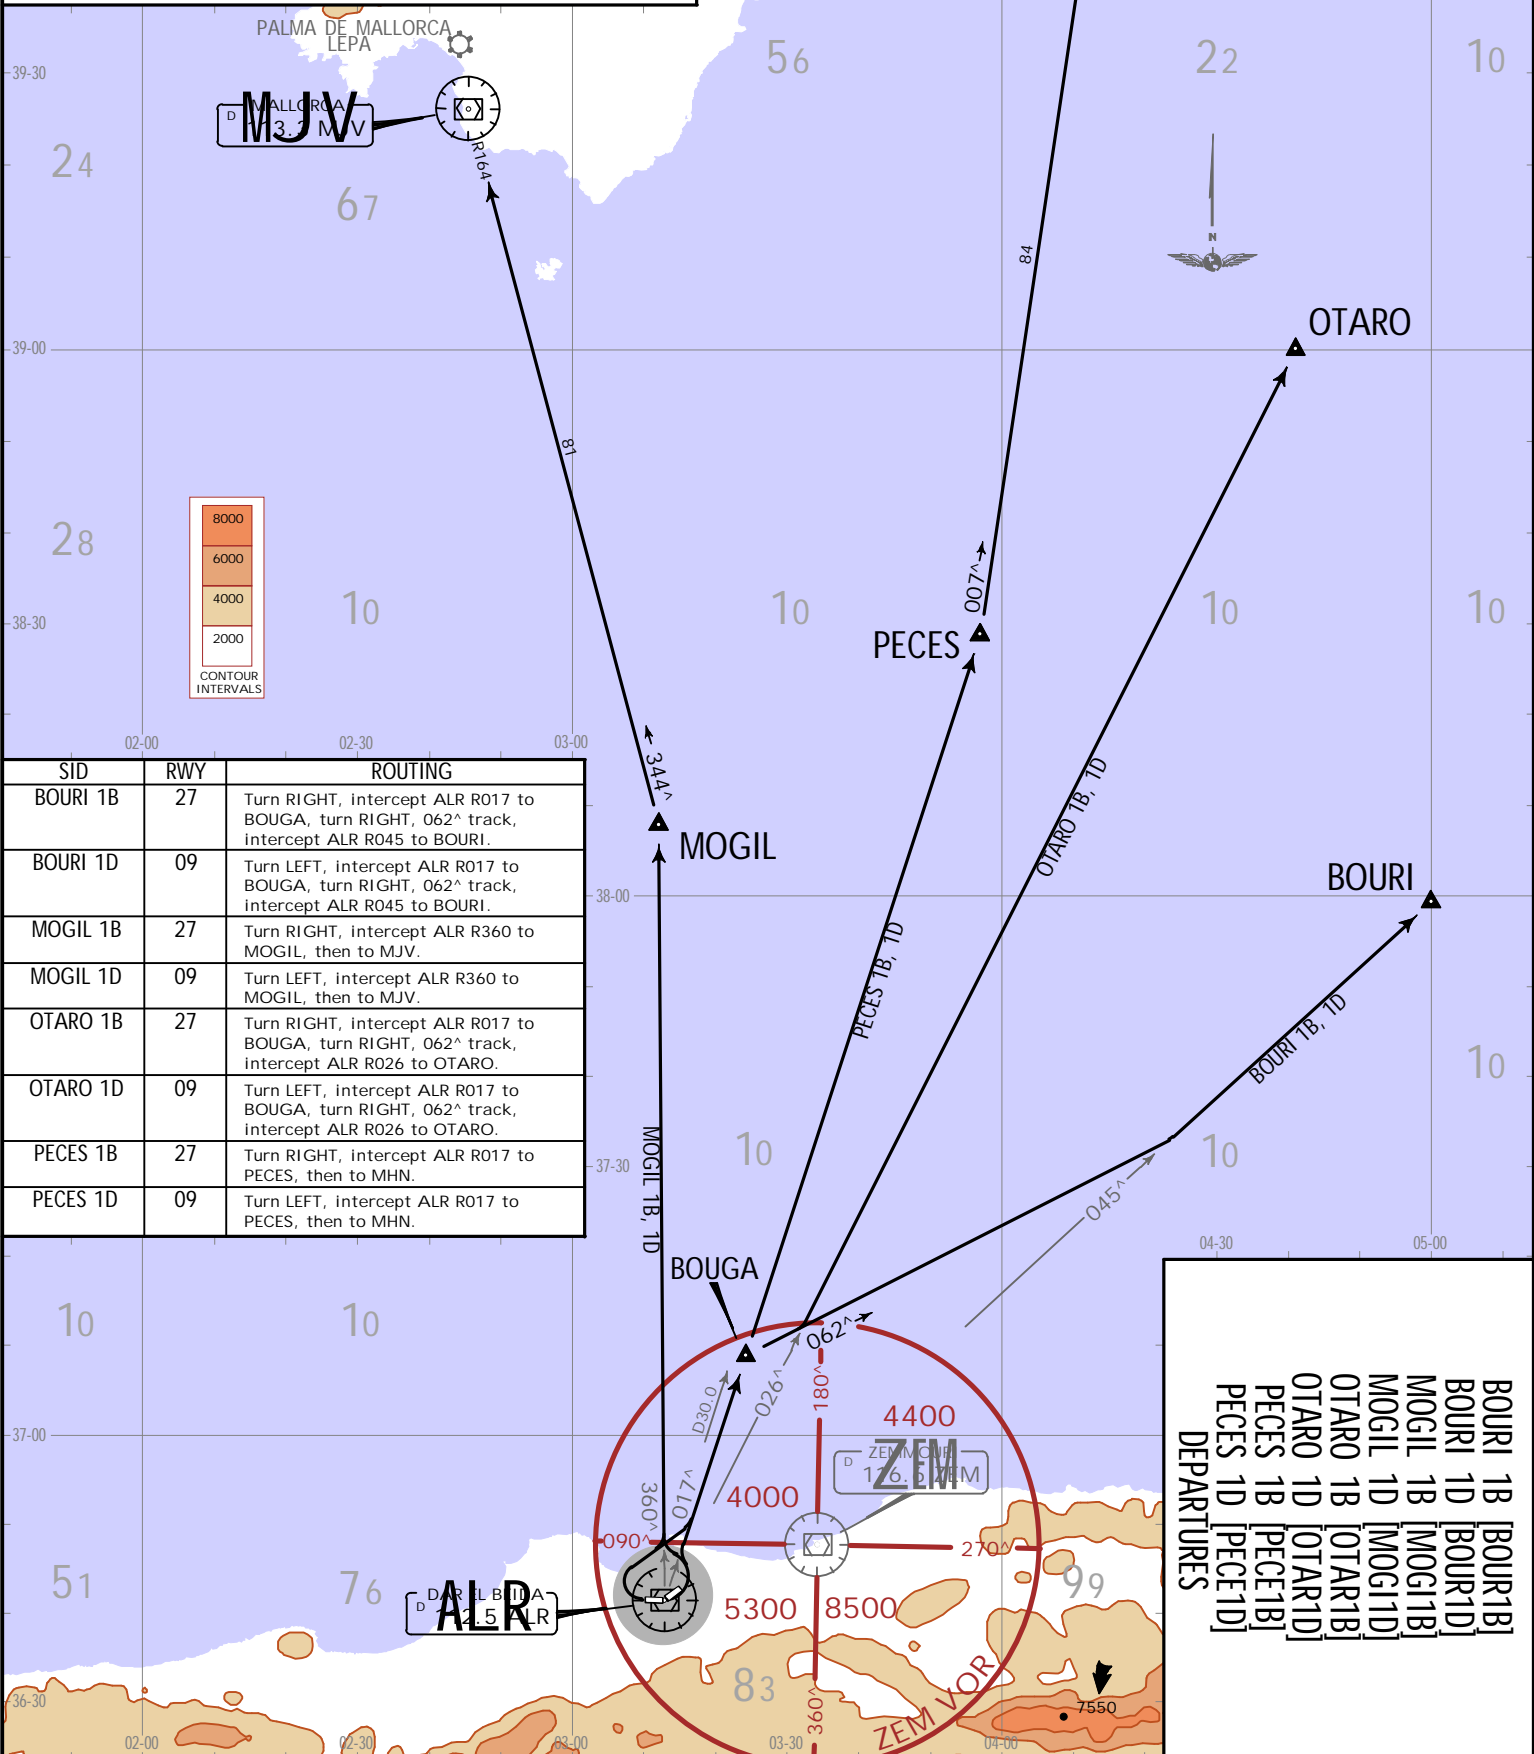 PALMA DE MALLORCA
LEPA
56
22
10
39-30
MALLORCA
MJV
D
24
67
R164
N
84
OTARO
39-00
81
8000
6000
4000
2000
CONTOUR
INTERVALS
28
10
10
10
10
007^
38-30
PECES
02-00
02-30
03-00
344^
MOGIL
OTARO 1B, 1D
BOURI
38-00
SID RWY ROUTING
BOURI 1B 27 Turn RIGHT, intercept ALR R017 to
BOUGA, turn RIGHT, 062^ track,
intercept ALR R045 to BOURI.
BOURI 1D 09 Turn LEFT, intercept ALR R017 to
BOUGA, turn RIGHT, 062^ track,
intercept ALR R045 to BOURI.
MOGIL 1B 27 Turn RIGHT, intercept ALR R360 to
MOGIL, then to MJV.
MOGIL 1D 09 Turn LEFT, intercept ALR R360 to
MOGIL, then to MJV.
OTARO 1B 27 Turn RIGHT, intercept ALR R017 to
BOUGA, turn RIGHT, 062^ track,
intercept ALR R026 to OTARO.
OTARO 1D 09 Turn LEFT, intercept ALR R017 to
BOUGA, turn RIGHT, 062^ track,
intercept ALR R026 to OTARO.
PECES 1B 27 Turn RIGHT, intercept ALR R017 to
PECES, then to MHN.
PECES 1D 09 Turn LEFT, intercept ALR R017 to
PECES, then to MHN.
PECES 1B, 1D
BOURI 1B, 1D
10
MOGIL 1B, 1D
10
10
37-30
045^
04-30
05-00
BOUGA
10
10
062^
D30.0
026^
180^
4400
37-00
D
ZEMMOUR
116.6 ZEM
ZEM
4000
360^
017^
090^
270^
51
76
99
D
DAR EL BEIDA
ALR
5300
8500
83
ZEM VOR
360^
7550
36-30
02-00
02-30
03-00
03-30
04-00
BOURI 1B [BOUR1B]
BOURI 1D [BOUR1D]
MOGIL 1B [MOGI1B]
MOGIL 1D [MOGI1D]
OTARO 1B [OTAR1B]
OTARO 1D [OTAR1D]
PECES 1B [PECE1B]
PECES 1D [PECE1D]
DEPARTURES